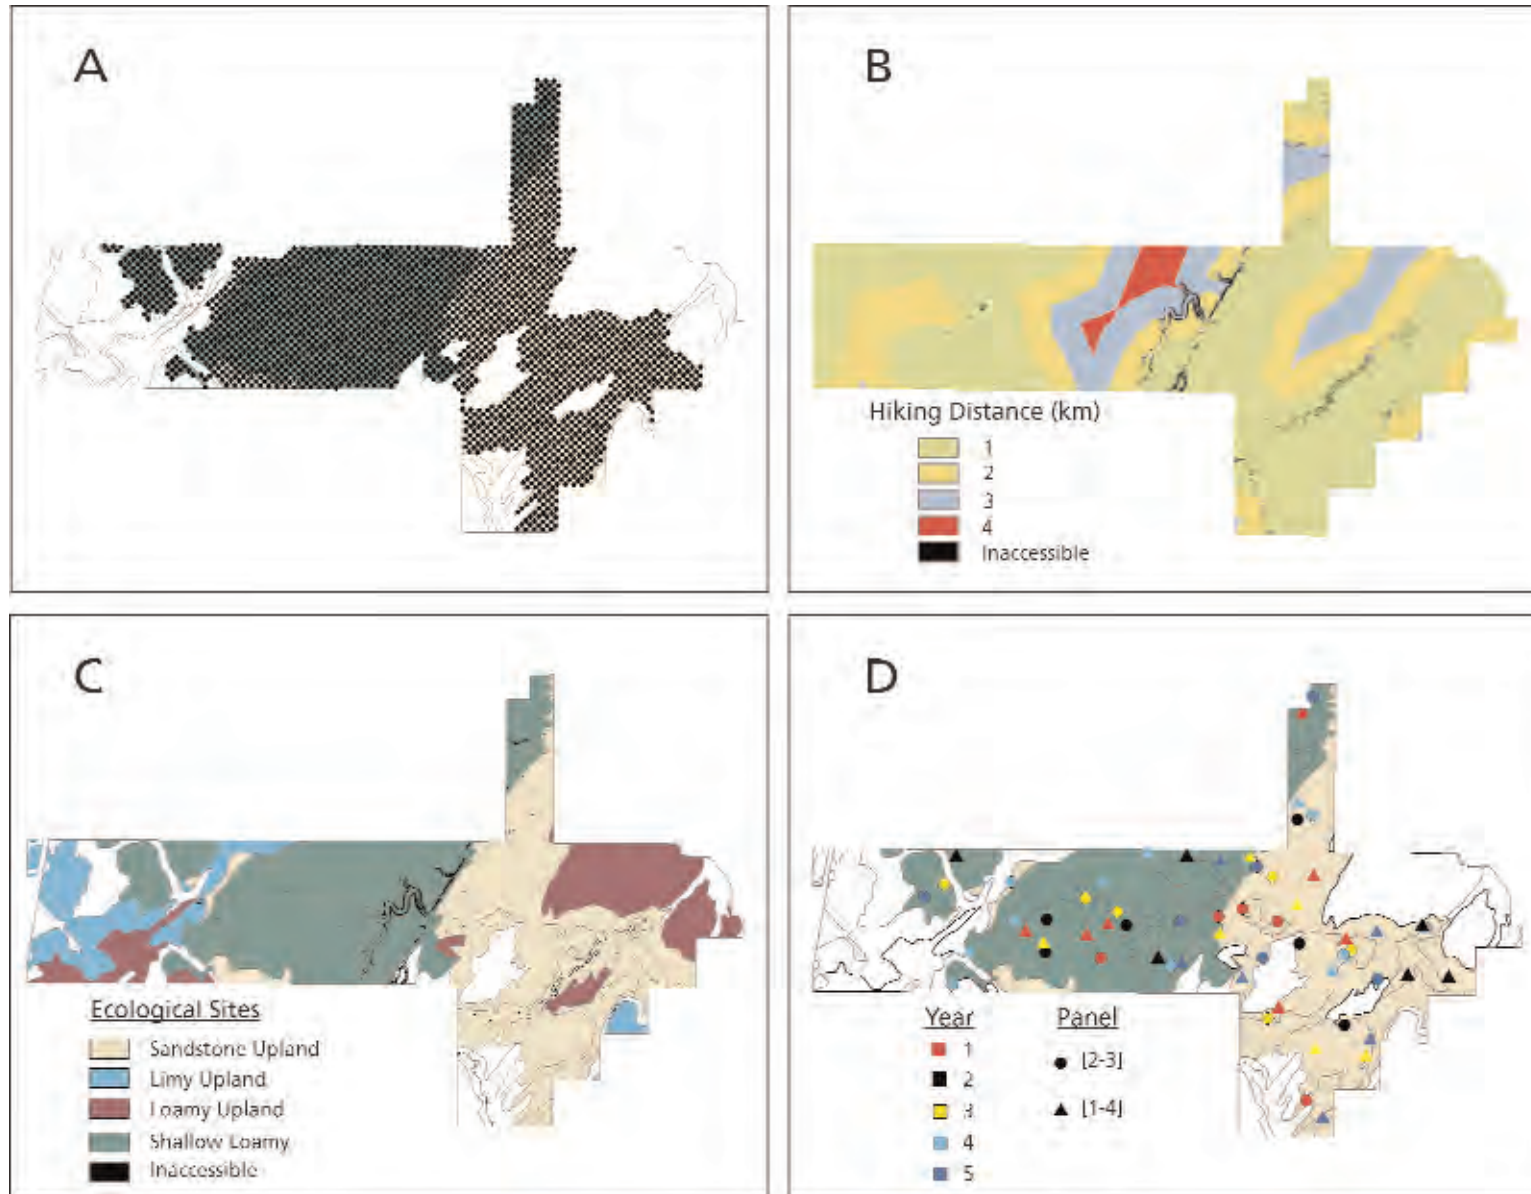 A
B
Hiking Distance (km)
1
2
3
4
Inaccessible
C
Ecological Sites
Sandstone Upland
Limy Upland
Loamy Upland
Shallow Loamy
Inaccessible
D
Year Panel
1
2
3
4
5
[2-3]
[1-4]